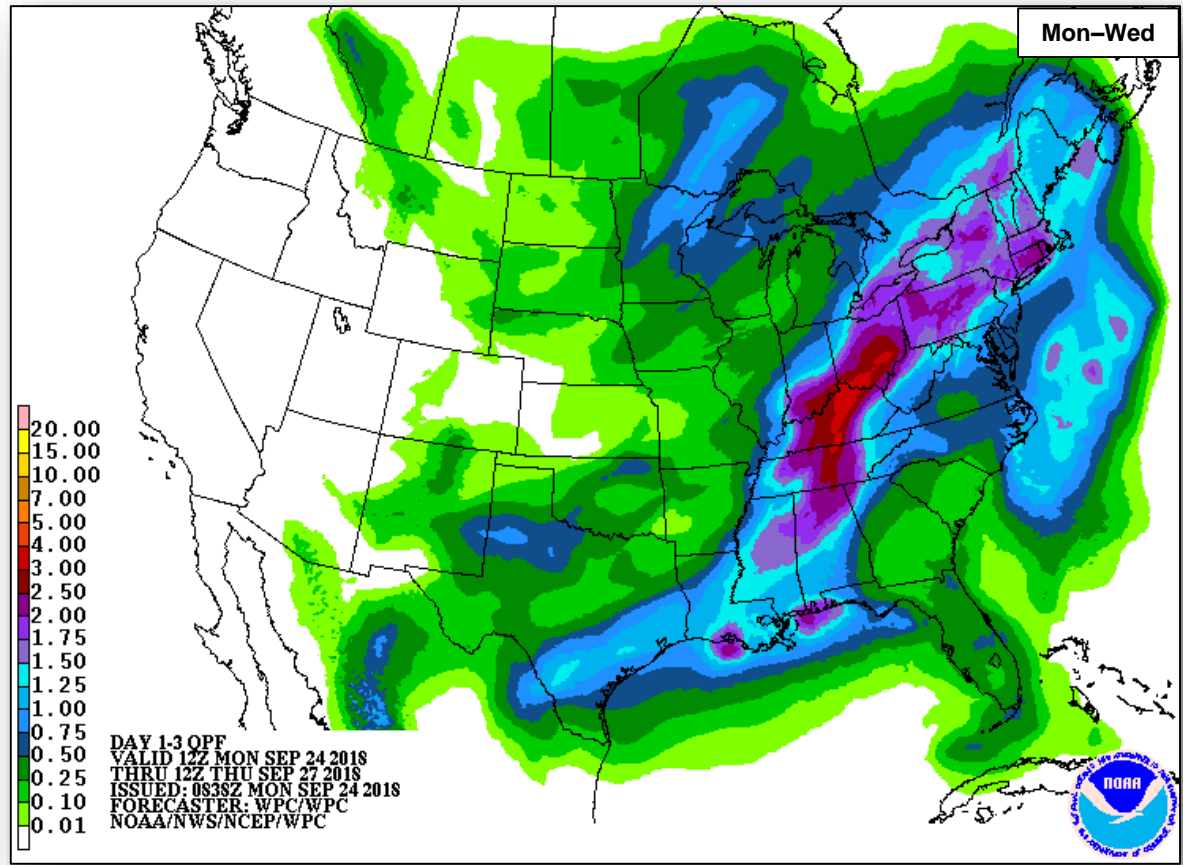 Mon–Wed
20.00
15.00
10.00
7.00
5.00
4.00
3.00
2.50
2.00
1.75
1.50
1.25
1.00
0.75
0.50
0.25
0.10
0.01
DAY 1-3 QPF
VALID 12Z MON SEP 24 2018
THRU 12Z THU SEP 27 2018
ISSUED: 0838Z MON SEP 24 2018
FORECASTER: WPC/WPC
NOAA/NWS/NCEP/WPC
NOAA